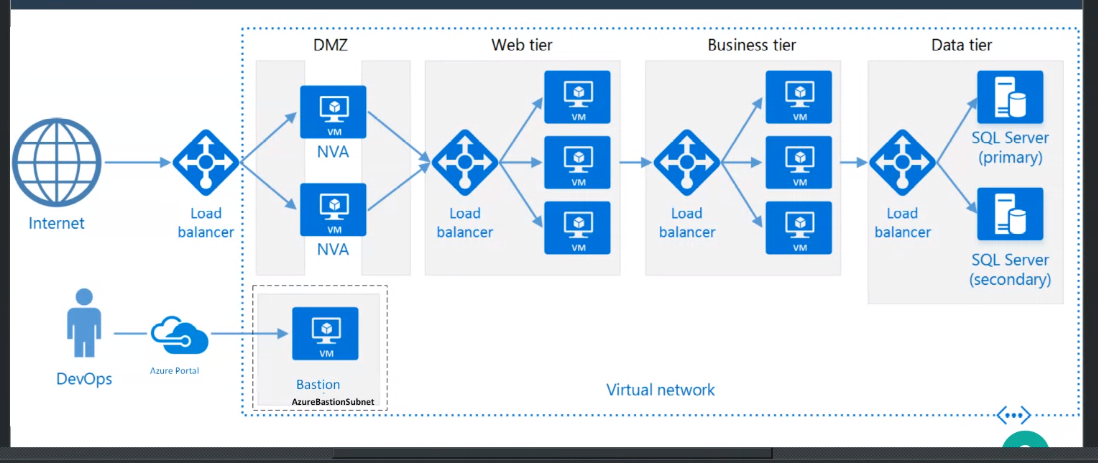 DMZ
Web tier
Business tier
Data tier
VM
NVA
VM
NVA
Internet
Load
balancer
Load
balancer
VM
VM
VM
Load
balancer
VM
VM
VM
Load
balancer
SQL Server
(primary)
SQL Server
(secondary)
DevOps
Azure Portal
VM
Bastion
AzureBastionSubnet
Virtual network